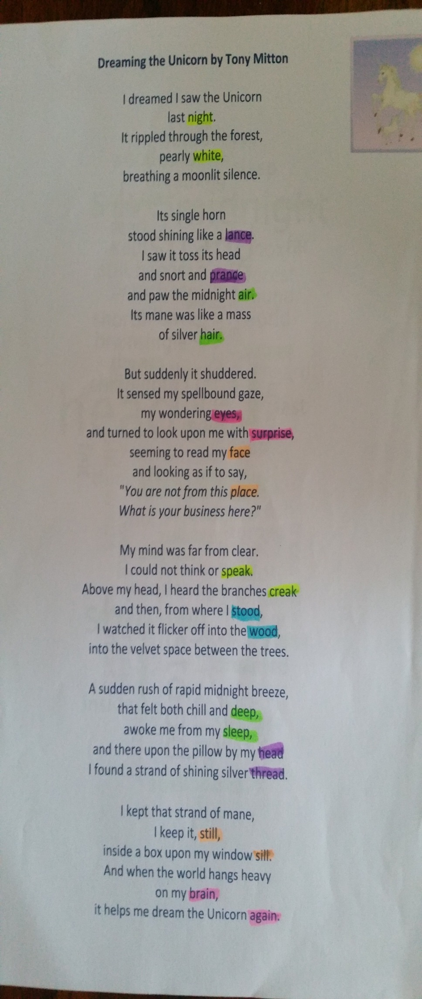 Dreaming the Unicorn by Tony Mitton
I dreamed I saw the Unicorn
last night.
It rippled through the forest,
pearly white,
breathing a moonlit silence.
Its single horn
stood shining like a lance.
I saw it toss its head
and snort and prance
and paw the midnight air.
Its mane was like a mass
of silver hair.
But suddenly it shuddered.
It sensed my spellbound gaze,
my wondering eyes,
and turned to look upon me with surprise,
seeming to read my face
and looking as if to say,
"You are not from this place.
What is your business here?"
My mind was far from clear.
I could not think or speak.
Above my head, I heard the branches creak
and then, from where I stood,
I watched it flicker off into the wood,
into the velvet space between the trees.
A sudden rush of rapid midnight breeze,
that felt both chill and deep,
awoke me from my sleep,
and there upon the pillow by my head
I found a strand of shining silver thread.
I kept that strand of mane,
I keep it, still,
inside a box upon my window sill.
And when the world hangs heavy
on my brain,
it helps me dream the Unicorn again.